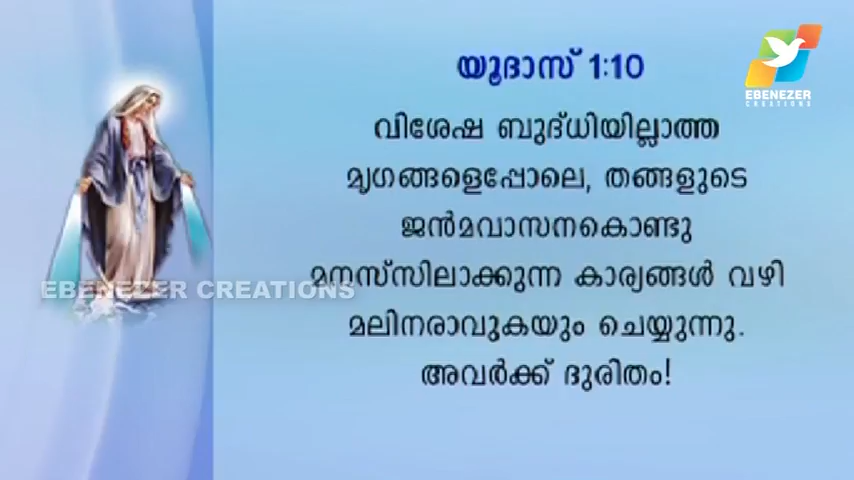 യൂദാസ് 1:10
EBENEZER
CREATIONS
വിശേഷ ബുദ്ധിയില്ലാത്ത
മൃഗങ്ങളെപ്പോലെ, തങ്ങളുടെ
ജൻമവാസനകൊണ്ടു
മനസ്സിലാക്കുന്ന കാര്യങ്ങൾ വഴി
EBENEZER CREATIONS
മലിനരാവുകയും ചെയ്യുന്നു.
അവർക്ക് ദുരിതം!